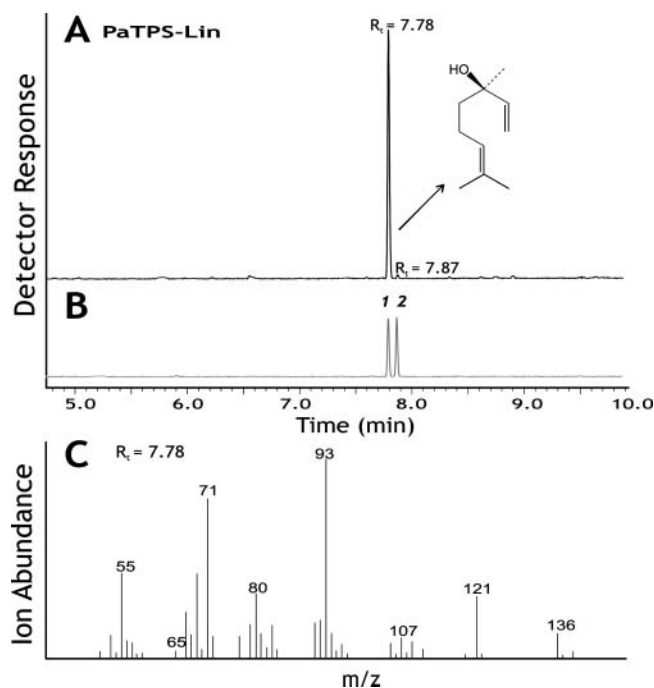 A PaTPS-Lin
Rt = 7.78
HO
Rt = 7.87
Detector Response
B
1 2
5.0 6.0 7.0 8.0 9.0 10.0
Time (min)
C Rt = 7.78
93
71
55
80
121
65
107
136
Ion Abundance
m/z